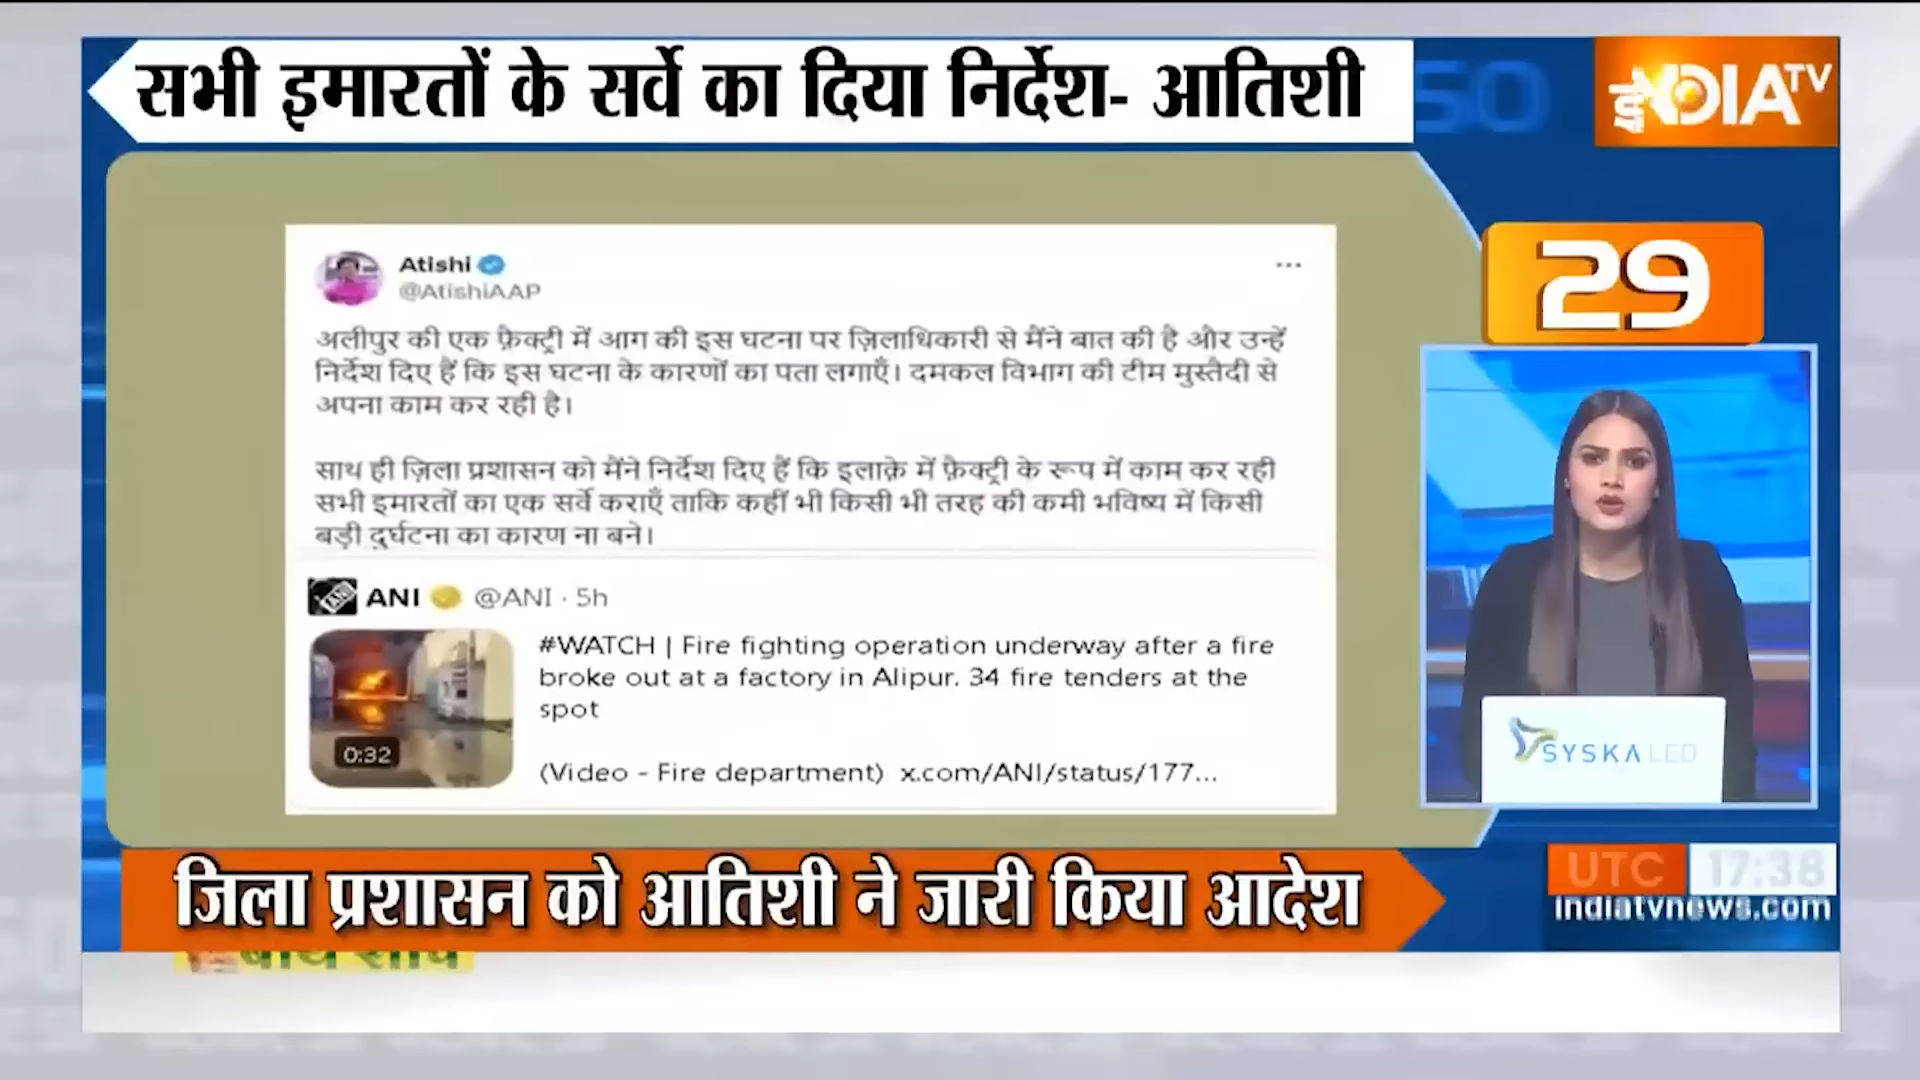 सभी इमारतों के सर्वे का दिया निर्देश- आतिशी
50
INDIA TV
29
Atishi
@AtishiAAP
अलीपुर की एक फ़ैक्ट्री में आग की इस घटना पर ज़िलाधिकारी से मैंने बात की है और उन्हें
निर्देश दिए हैं कि इस घटना के कारणों का पता लगाएँ। दमकल विभाग की टीम मुस्तैदी से
अपना काम कर रही है।
साथ ही ज़िला प्रशासन को मैंने निर्देश दिए हैं कि इलाक़े में फ़ैक्ट्री के रूप में काम कर रही
सभी इमारतों का एक सर्वे कराएँ ताकि कहीं भी किसी भी तरह की कमी भविष्य में किसी
बड़ी दुर्घटना का कारण ना बने।
ANI @ANI · 5h
#WATCH | Fire fighting operation underway after a fire
broke out at a factory in Alipur. 34 fire tenders at the
spot
0:32
(Video - Fire department) x.com/ANI/status/177...
SYSKA LED
जिला प्रशासन को आतिशी ने जारी किया आदेश
UTC 17:38
indiatvnews.com